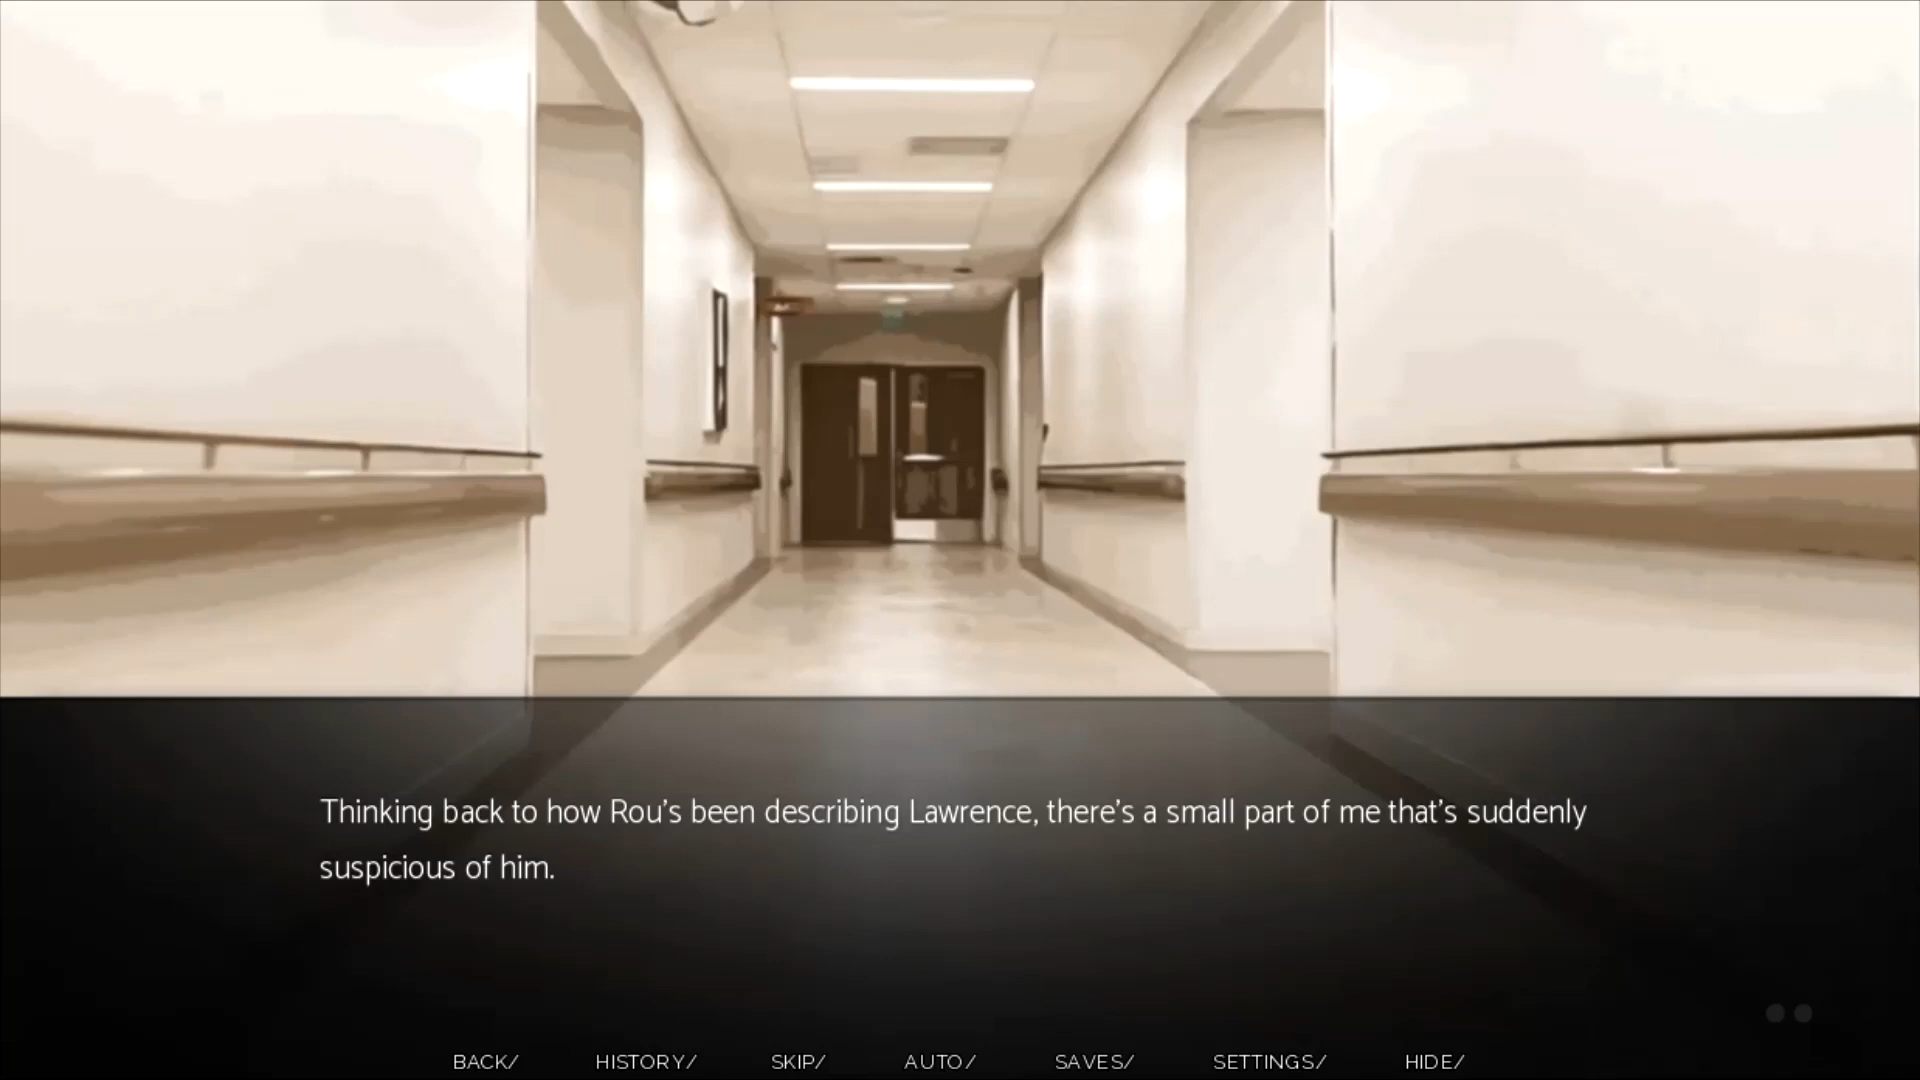 Thinking back to how Rou's been describing Lawrence, there's a small part of me that's suddenly
suspicious of him.
BACK/ HISTORY/ SKIP/ AUTO/ SAVES/ SETTINGS/ HIDE/